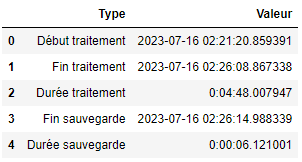 Type Valeur
0 Début traitement 2023-07-16 02:21:20.859391
1 Fin traitement 2023-07-16 02:26:08.867338
2 Durée traitement 0:04:48.007947
3 Fin sauvegarde 2023-07-16 02:26:14.988339
4 Durée sauvegarde 0:00:06.121001